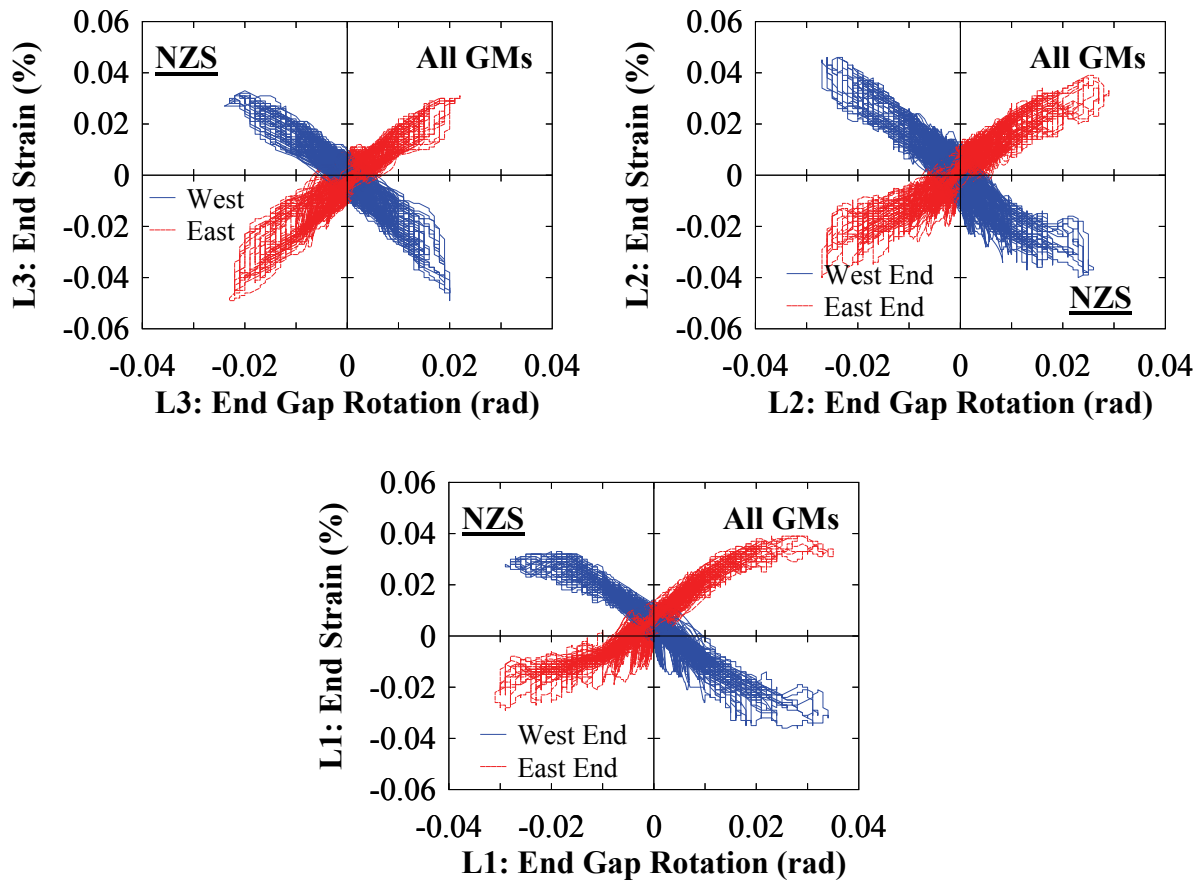 0.06
0.04
0.02
0
-0.02
-0.04
-0.06
L3: End Strain (%)
NZS
All GMs
West
East
-0.04 -0.02 0 0.02 0.04
L3: End Gap Rotation (rad)
0.06
0.04
0.02
0
-0.02
-0.04
-0.06
L2: End Strain (%)
All GMs
West End
East End
NZS
-0.04 -0.02 0 0.02 0.04
L2: End Gap Rotation (rad)
0.06
0.04
0.02
0
-0.02
-0.04
-0.06
L1: End Strain (%)
NZS
All GMs
West End
East End
-0.04 -0.02 0 0.02 0.04
L1: End Gap Rotation (rad)